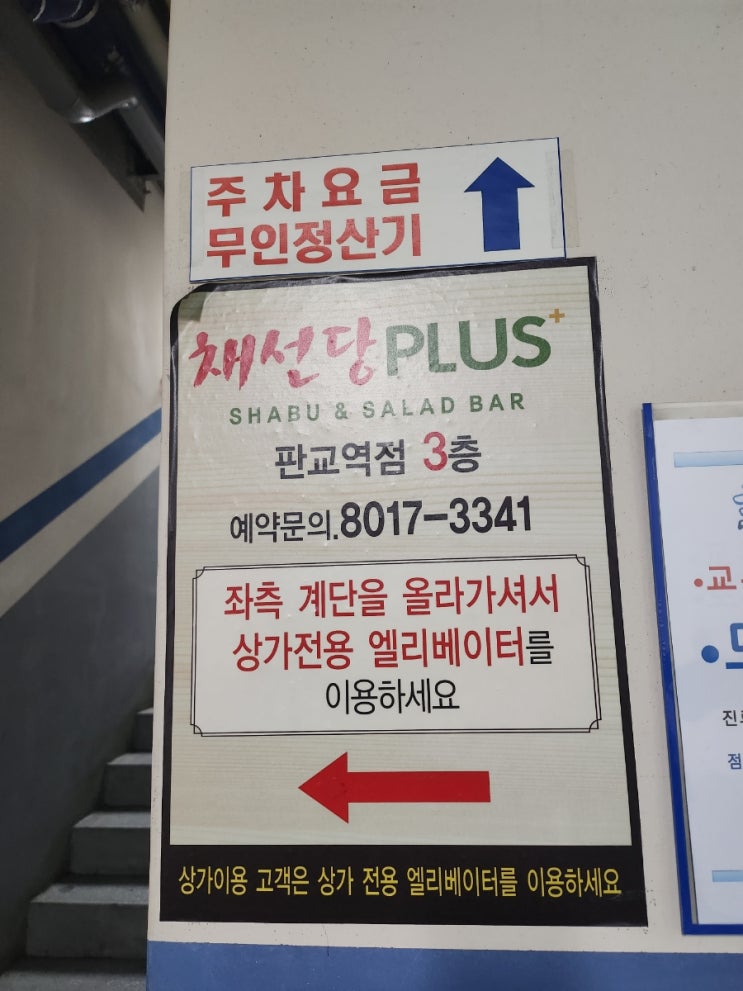 주차요금
무인정산기
채선당PLUS+
SHABU & SALAD BAR
판교역점 3층
예약문의.8017-3341
좌측 계단을 올라가셔서
상가전용 엘리베이터를
이용하세요
상가이용 고객은 상가 전용 엘리베이터를 이용하세요
•교
진료
점